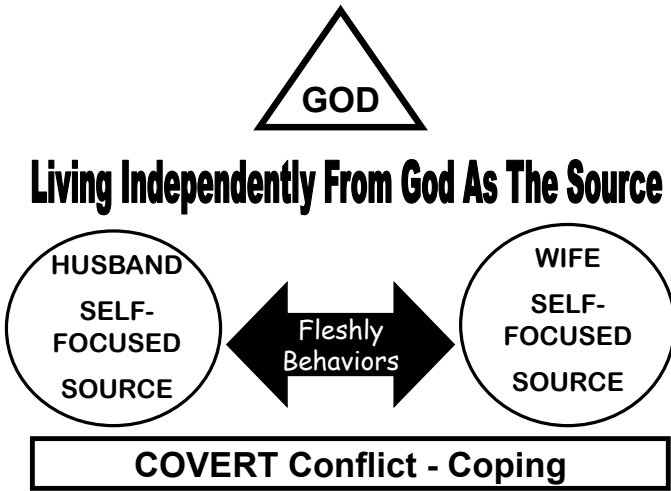 GOD
Living Independently From God As The Source
HUSBAND
SELF-
FOCUSED
SOURCE
Fleshly
Behaviors
WIFE
SELF-
FOCUSED
SOURCE
COVERT Conflict - Coping